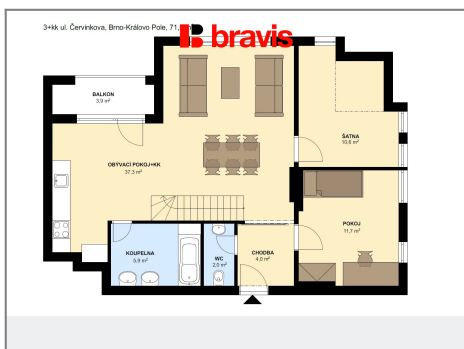 3+kk ul. Červinkova, Brno-Královo Pole, 71,
bravis
BALKON
3,9 m²
ŠATNA
10,8 m²
OBÝVACÍ POKOJ+KK
37,3 m²
POKOJ
11,7 m²
KOUPELNA
5,9 m²
WC
2,0 m²
CHODBA
4,0 m²